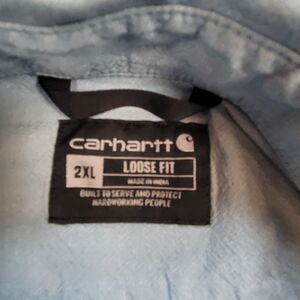 carhartt
2XL
LOOSE FIT
MADE IN INDIA
BUILT TO SERVE AND PROTECT
HARDWORKING PEOPLE